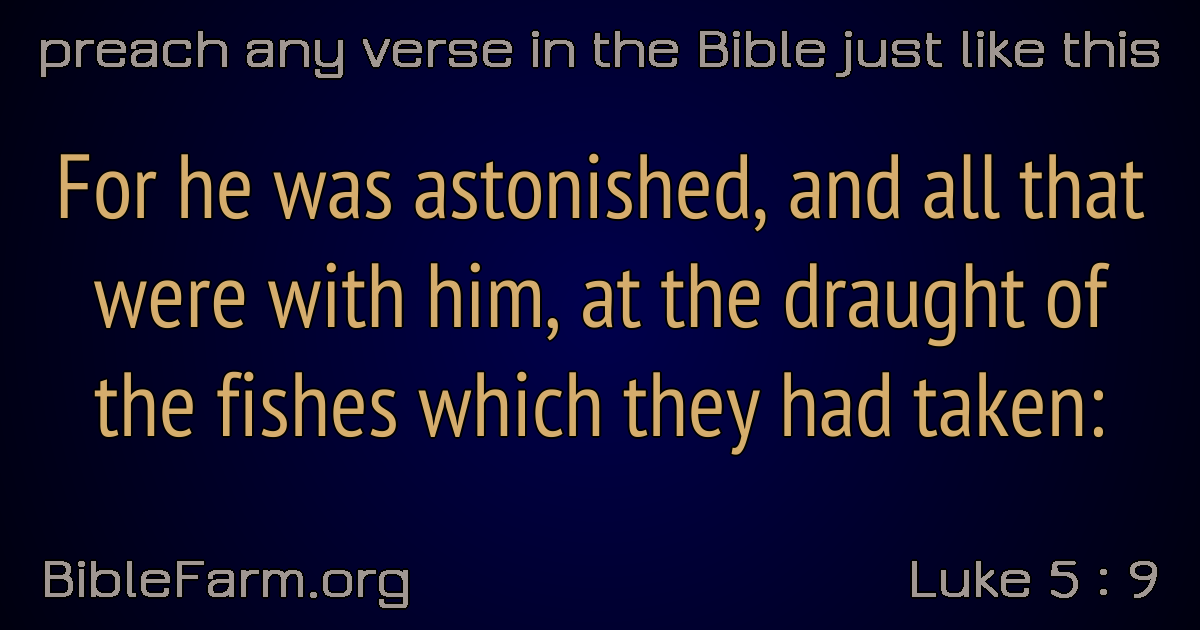 preach any verse in the Bible just like this
For he was astonished, and all that
were with him, at the draught of
the fishes which they had taken:
BibleFarm.org
Luke 5 : 9